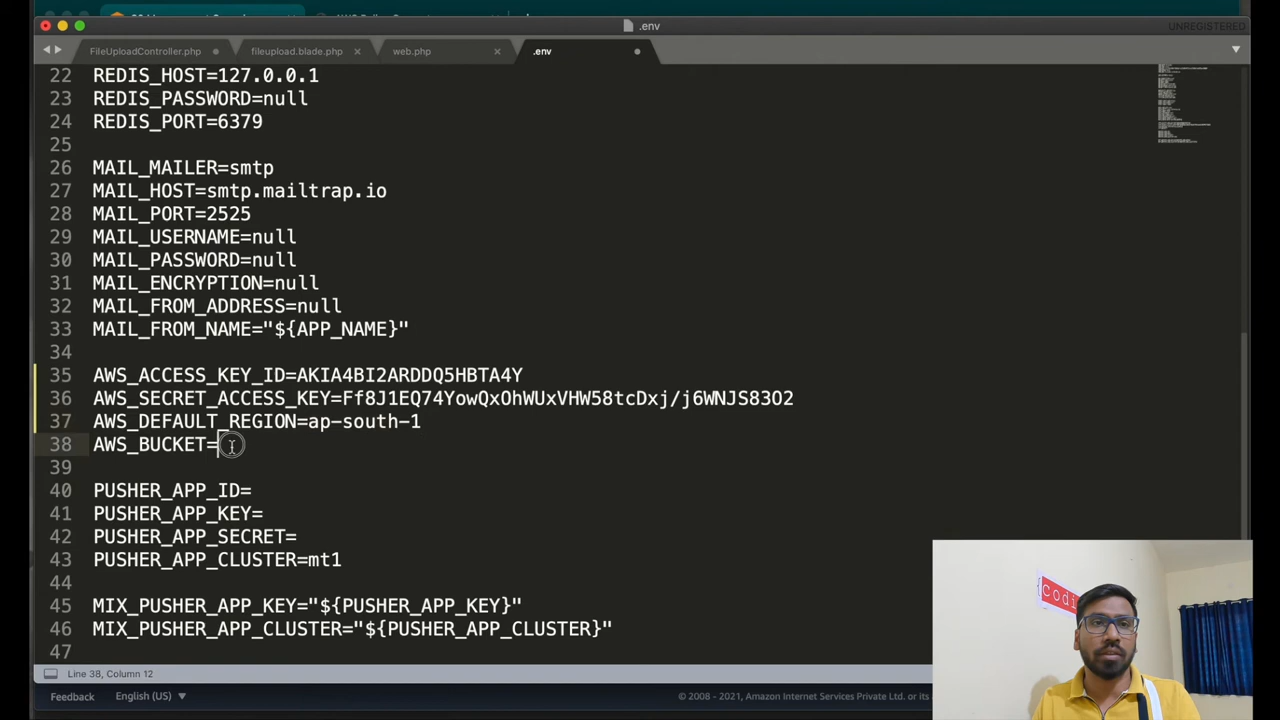 .env
UNREGISTERED
FileUploadController.php
fileupload.blade.php
web.php
.env
22 REDIS_HOST=127.0.0.1
23 REDIS_PASSWORD=null
24 REDIS_PORT=6379
25
26 MAIL_MAILER=smtp
27 MAIL_HOST=smtp.mailtrap.io
28 MAIL_PORT=2525
29 MAIL_USERNAME=null
30 MAIL_PASSWORD=null
31 MAIL_ENCRYPTION=null
32 MAIL_FROM_ADDRESS=null
33 MAIL_FROM_NAME="${APP_NAME}"
34
35 AWS_ACCESS_KEY_ID=AKIA4BI2ARDDQ5HBTA4Y
36 AWS_SECRET_ACCESS_KEY=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
37 AWS_DEFAULT_REGION=ap-south-1
38 AWS_BUCKET=
39
40 PUSHER_APP_ID=
41 PUSHER_APP_KEY=
42 PUSHER_APP_SECRET=
43 PUSHER_APP_CLUSTER=mt1
44
45 MIX_PUSHER_APP_KEY="${PUSHER_APP_KEY}"
46 MIX_PUSHER_APP_CLUSTER="${PUSHER_APP_CLUSTER}"
47
Line 38, Column 12
Feedback English (US)
© 2008 - 2021, Amazon Internet Services Private Ltd. or its